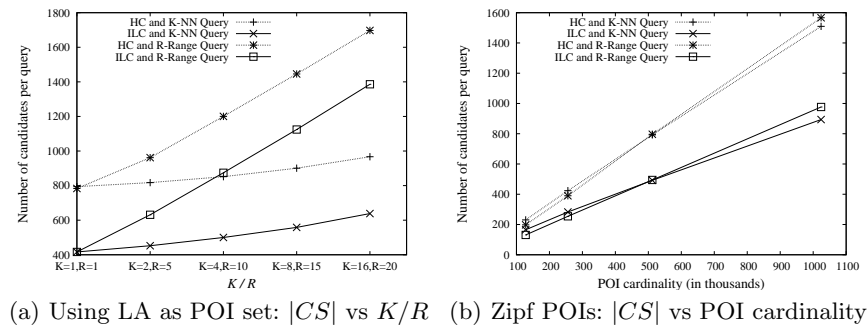 Number of candidates per query
1800
1600
1400
1200
1000
800
600
400
HC and K-NN Query
ILC and K-NN Query
HC and R-Range Query
ILC and R-Range Query
K=1,R=1 K=2,R=5 K=4,R=10 K=8,R=15 K=16,R=20
K/R
(a) Using LA as POI set: |CS| vs K/R
Number of candidates per query
1600
1400
1200
1000
800
600
400
200
0
HC and K-NN Query
ILC and K-NN Query
HC and R-Range Query
ILC and R-Range Query
100 200 300 400 500 600 700 800 900 1000 1100
POI cardinality (in thousands)
(b) Zipf POIs: |CS| vs POI cardinality